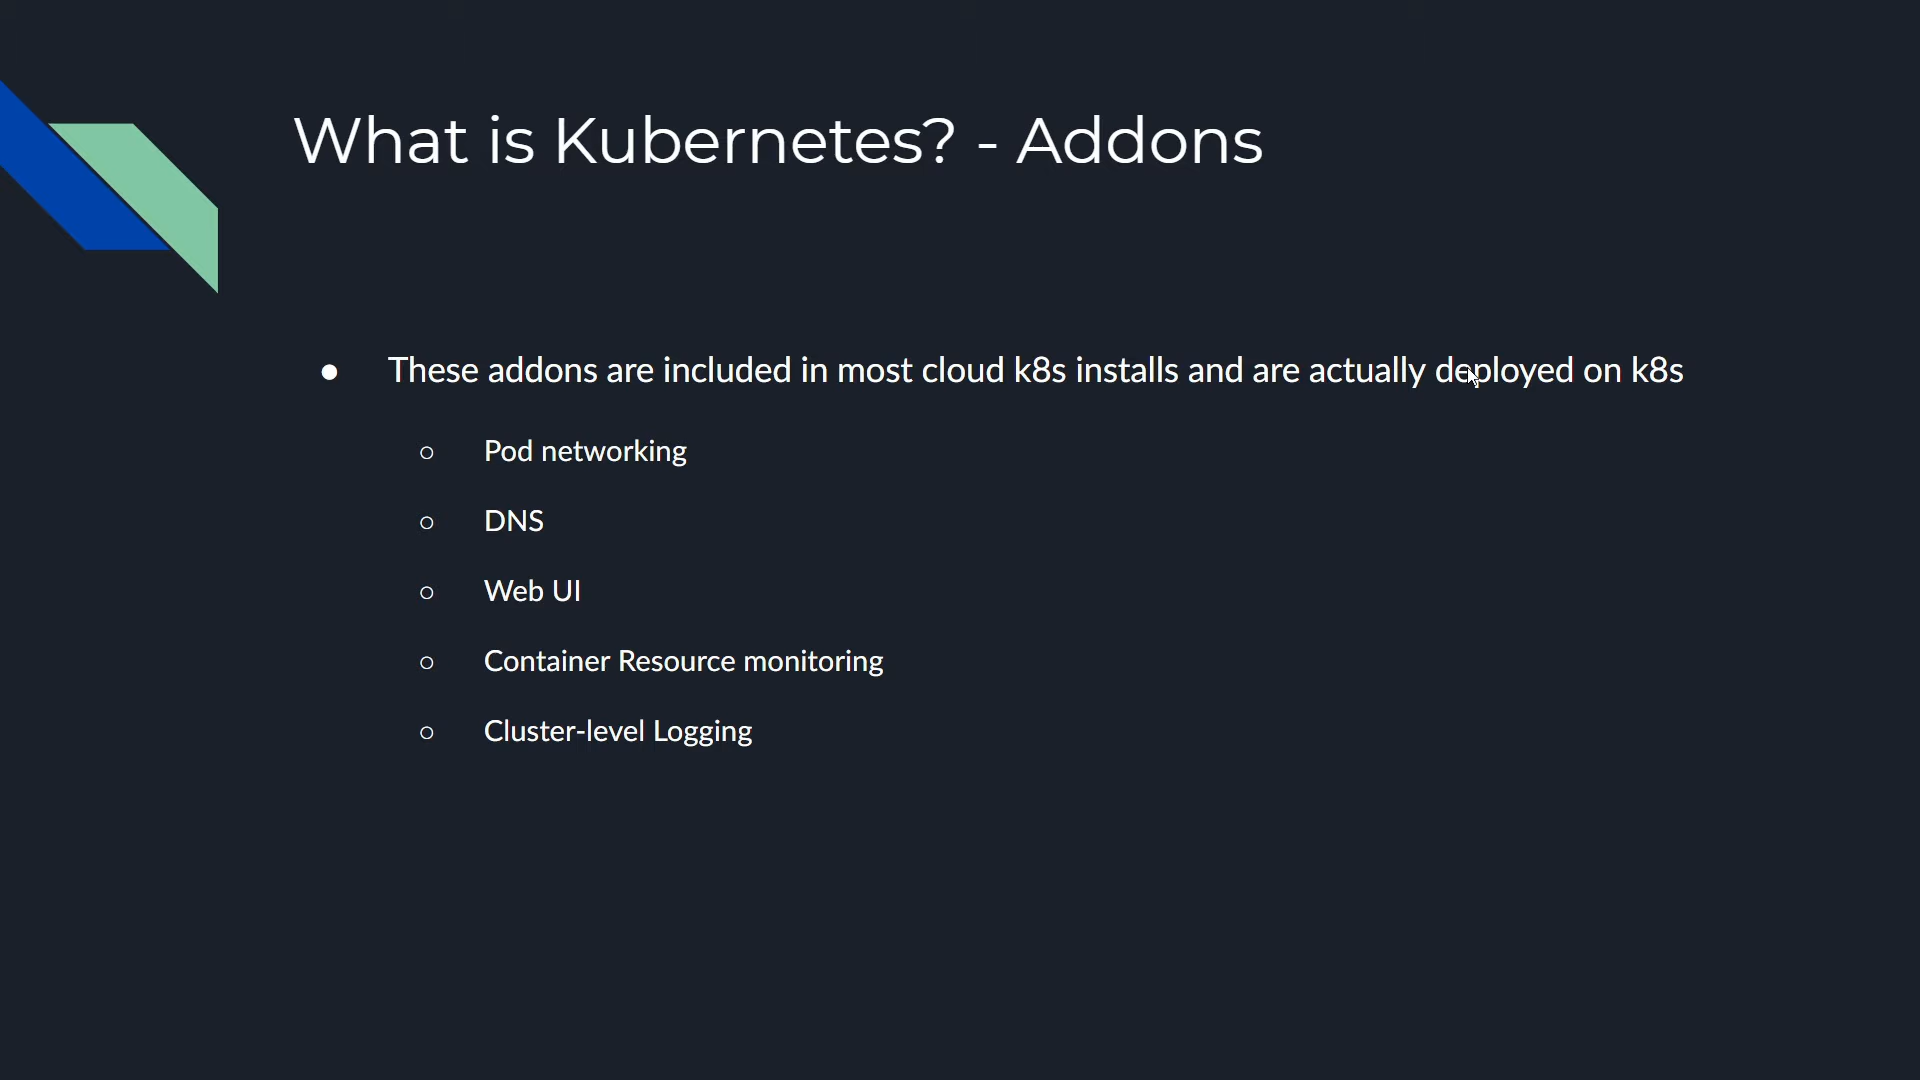 What is Kubernetes? - Addons
● These addons are included in most cloud k8s installs and are actually deployed on k8s
○ Pod networking
○ DNS
○ Web UI
○ Container Resource monitoring
○ Cluster-level Logging